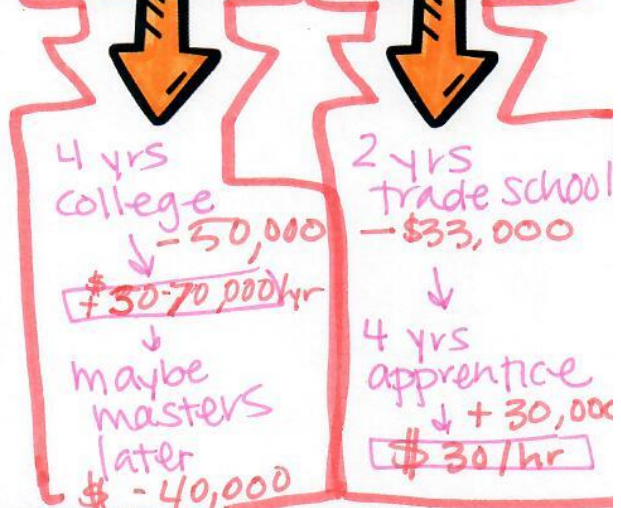 4 yrs
college
- 50,000
$
+ 30-70,000/yr
maybe
masters
later
$ - 40,000
2 yrs
trade school
- $33,000
4 yrs
apprentice
+ 30,000
$30/hr